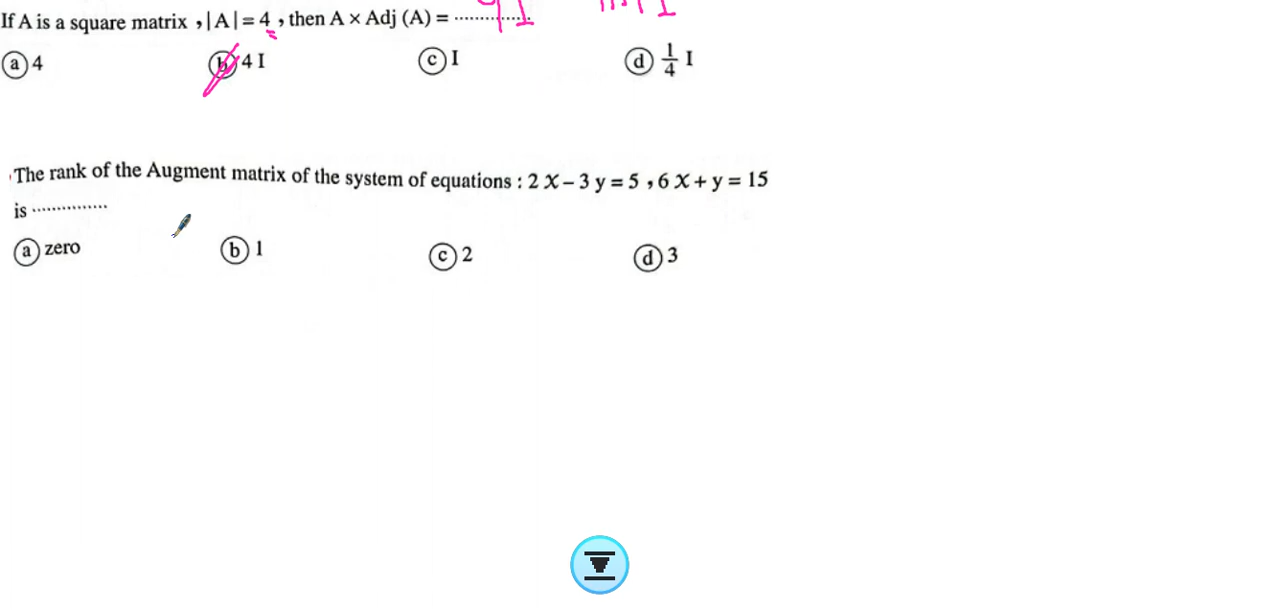 If A is a square matrix , | A | = 4 , then A × Adj (A) = ..............
a 4 b 4 I c I d 1/4 I
The rank of the Augment matrix of the system of equations : 2 X – 3 y = 5 , 6 X + y = 15
is ...............
a zero b 1 c 2 d 3